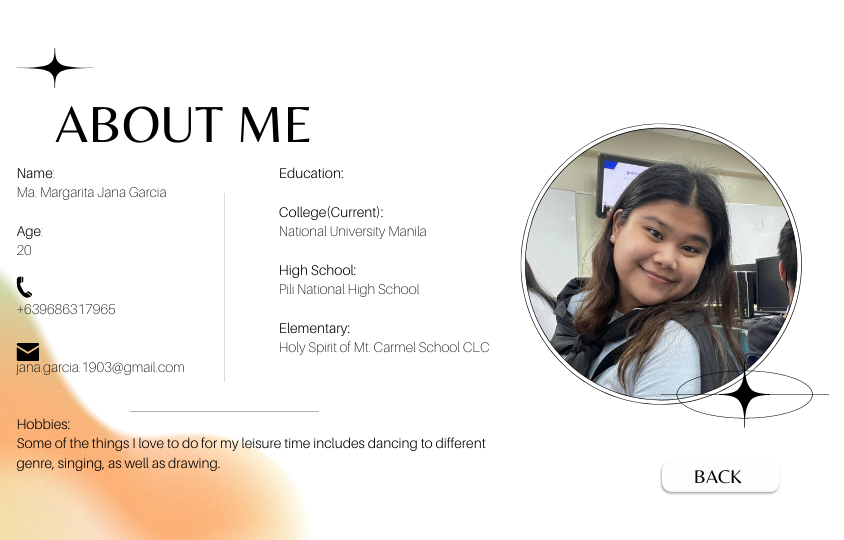 ABOUT ME
Name:
Ma. Margarita Jana Garcia
Age:
20
+639686317965
jana.garcia.1903@gmail.com
Education:
College(Current):
National University Manila
High School:
Pili National High School
Elementary:
Holy Spirit of Mt. Carmel School CLC
Hobbies:
Some of the things I love to do for my leisure time includes dancing to different
genre, singing, as well as drawing.
BACK